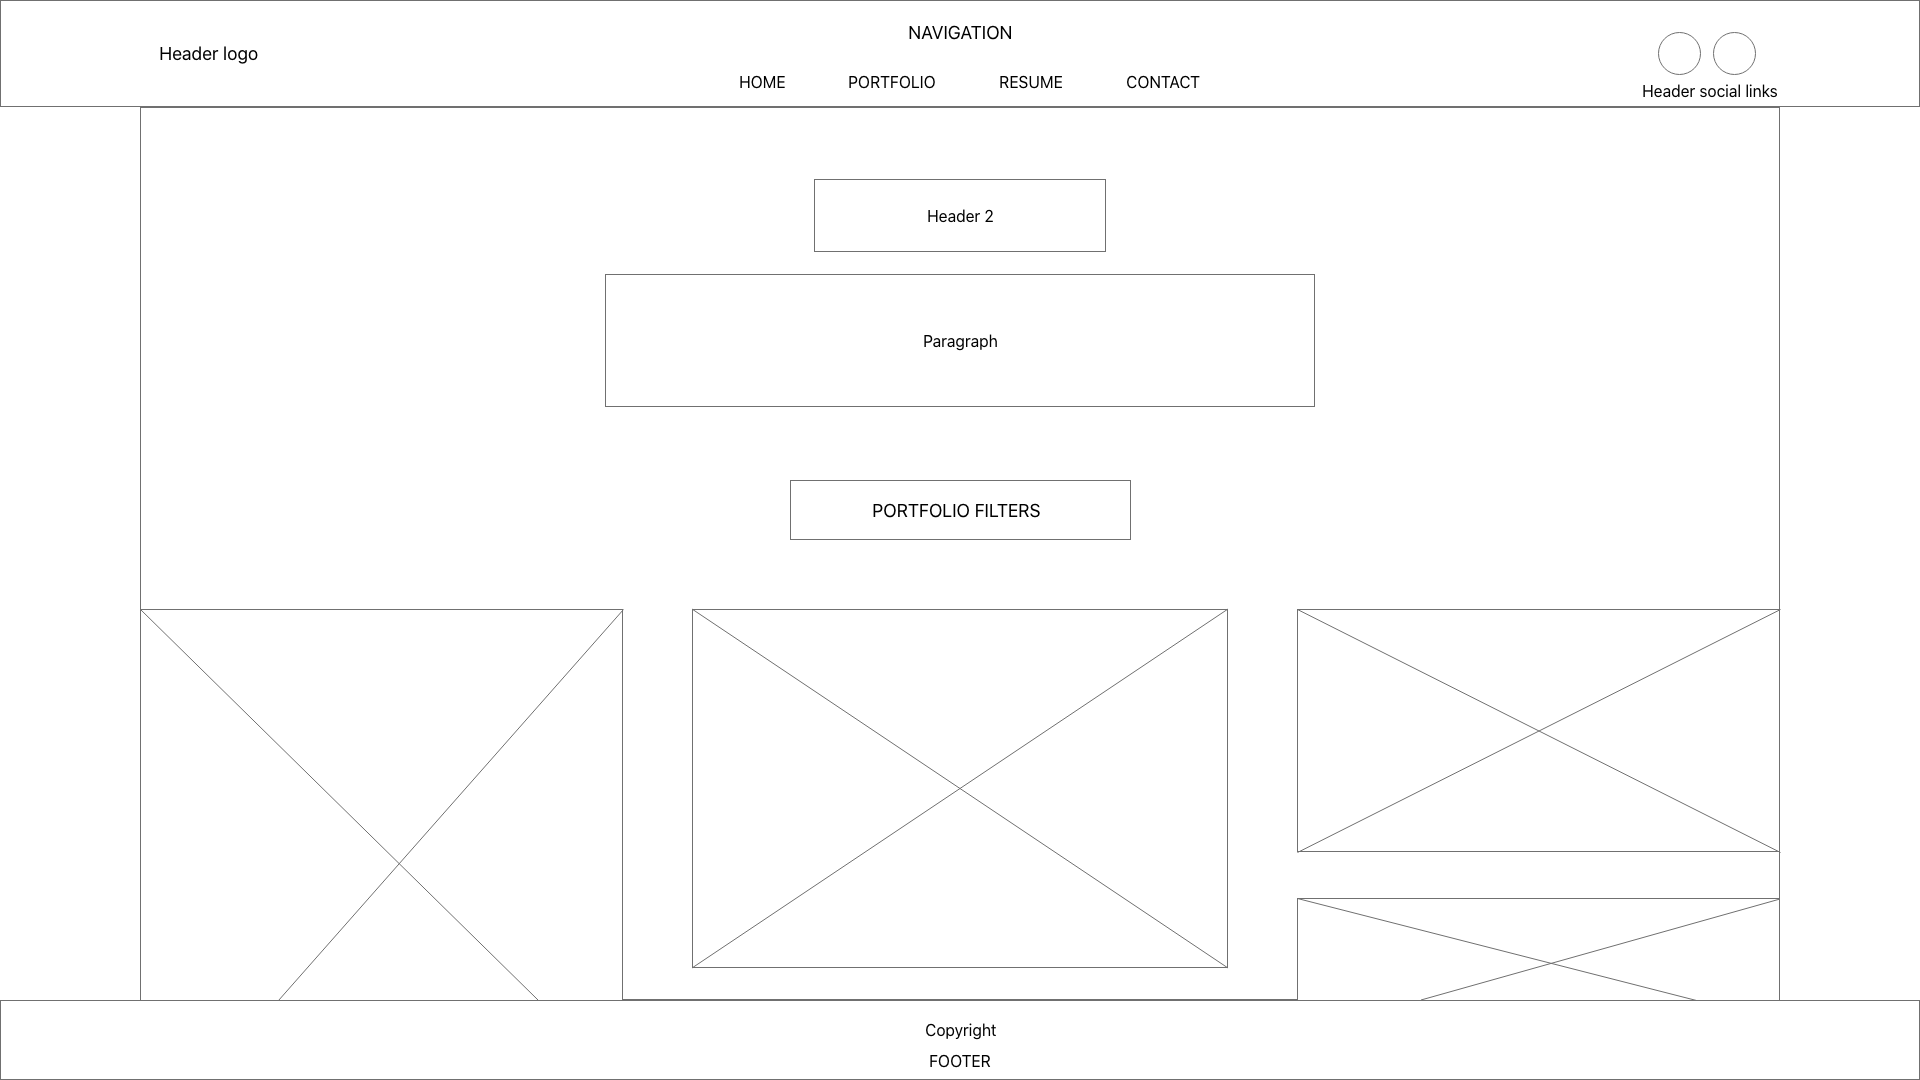 Header logo
NAVIGATION
HOME PORTFOLIO RESUME CONTACT
Header social links
Header 2
Paragraph
PORTFOLIO FILTERS
Copyright
FOOTER